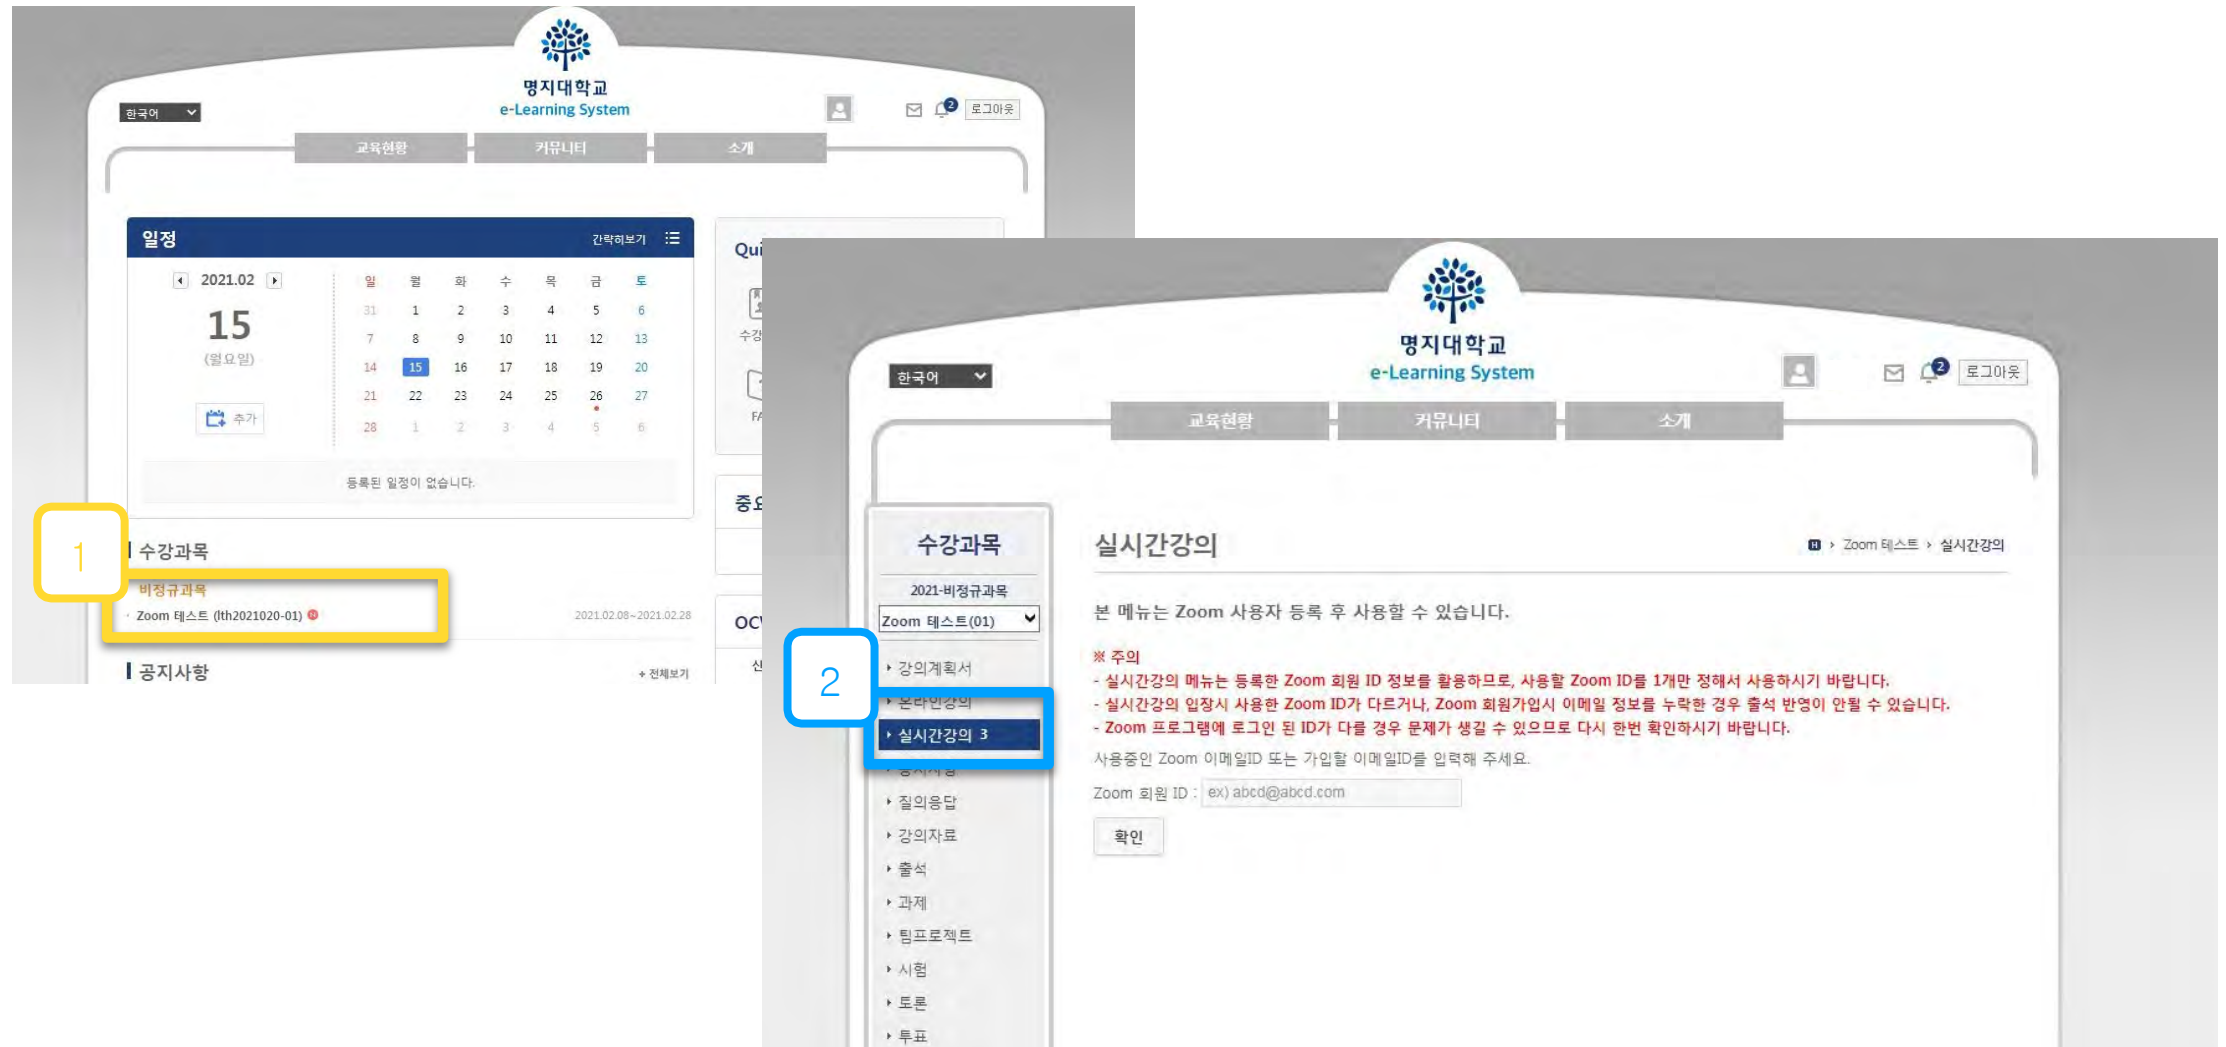 명지대학교
e-Learning System
한국어
2
로그아웃
교육현황
커뮤니티
소개
일정
간략히보기
2021.02
15
(월요일)
추가
일 월 화 수 목 금 토
31 1 2 3 4 5 6
7 8 9 10 11 12 13
14 15 16 17 18 19 20
21 22 23 24 25 26 27
28 1 2 3 4 5 6
등록된 일정이 없습니다.
1
수강과목
비정규과목
· Zoom 테스트 (lth2021020-01)
2021.02.08~2021.02.28
공지사항
+ 전체보기
Qui
수강
FA
중요
OC
신
명지대학교
e-Learning System
한국어
2
로그아웃
교육현황
커뮤니티
소개
수강과목
2021-비정규과목
Zoom 테스트(01)
2
강의계획서
온라인강의
실시간강의 3
공지사항
질의응답
강의자료
출석
과제
팀프로젝트
시험
토론
투표
실시간강의
H › Zoom 테스트 › 실시간강의
본 메뉴는 Zoom 사용자 등록 후 사용할 수 있습니다.
※ 주의
- 실시간강의 메뉴는 등록한 Zoom 회원 ID 정보를 활용하므로, 사용할 Zoom ID를 1개만 정해서 사용하시기 바랍니다.
- 실시간강의 입장시 사용한 Zoom ID가 다르거나, Zoom 회원가입시 이메일 정보를 누락한 경우 출석 반영이 안될 수 있습니다.
- Zoom 프로그램에 로그인 된 ID가 다를 경우 문제가 생길 수 있으므로 다시 한번 확인하시기 바랍니다.
사용중인 Zoom 이메일ID 또는 가입할 이메일ID를 입력해 주세요.
Zoom 회원 ID : ex) abcd@abcd.com
확인